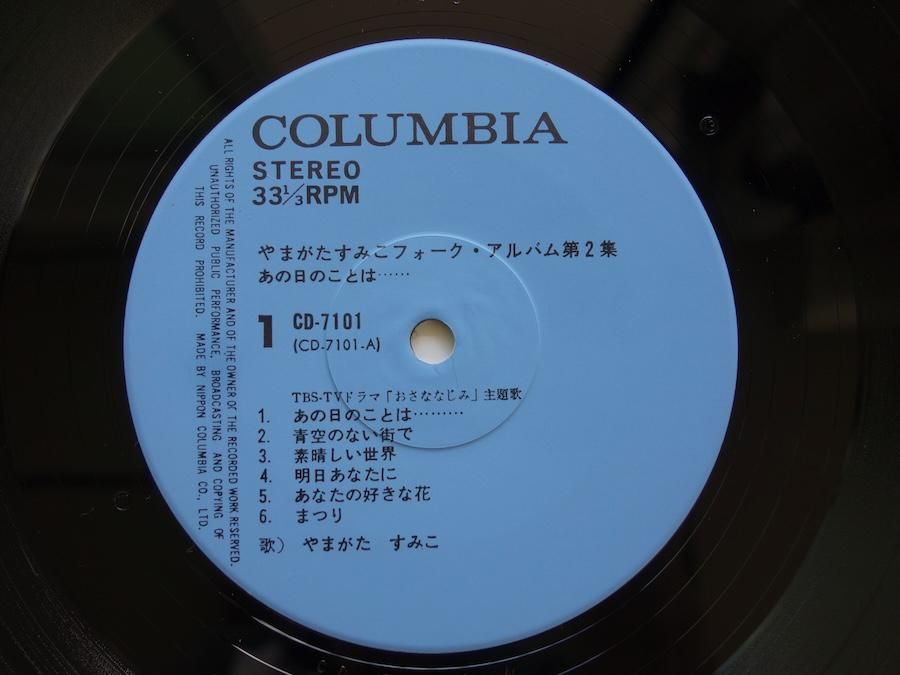 COLUMBIA
STEREO
33 1/3 RPM
やまがたすみこフォーク・アルバム第2集
あの日のことは……
1 CD-7101
(CD-7101-A)
TBS-TVドラマ「おさななじみ」主題歌
1. あの日のことは………
2. 青空のない街で
3. 素晴しい世界
4. 明日あなたに
5. あなたの好きな花
6. まつり
歌） やまがた すみこ
ALL RIGHTS OF THE MANUFACTURER AND OF THE OWNER OF THE RECORDED WORK RESERVED.
UNAUTHORIZED PUBLIC PERFORMANCE, BROADCASTING AND COPYING OF
THIS RECORD PROHIBITED. MADE BY NIPPON COLUMBIA CO., LTD.